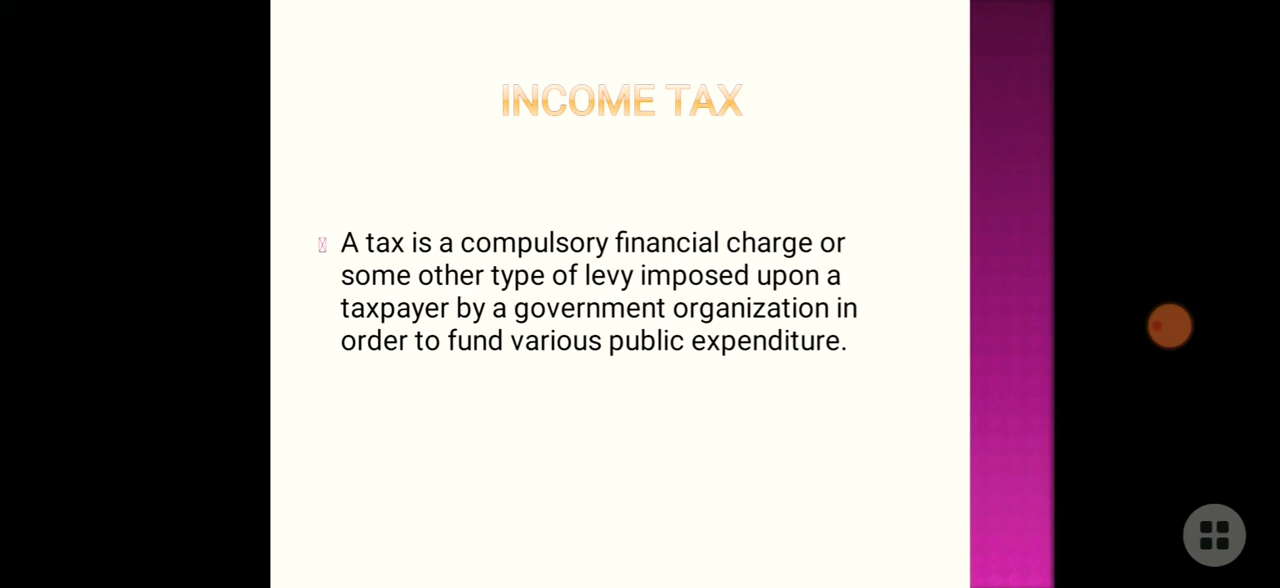 INCOME TAX
A tax is a compulsory financial charge or
some other type of levy imposed upon a
taxpayer by a government organization in
order to fund various public expenditure.